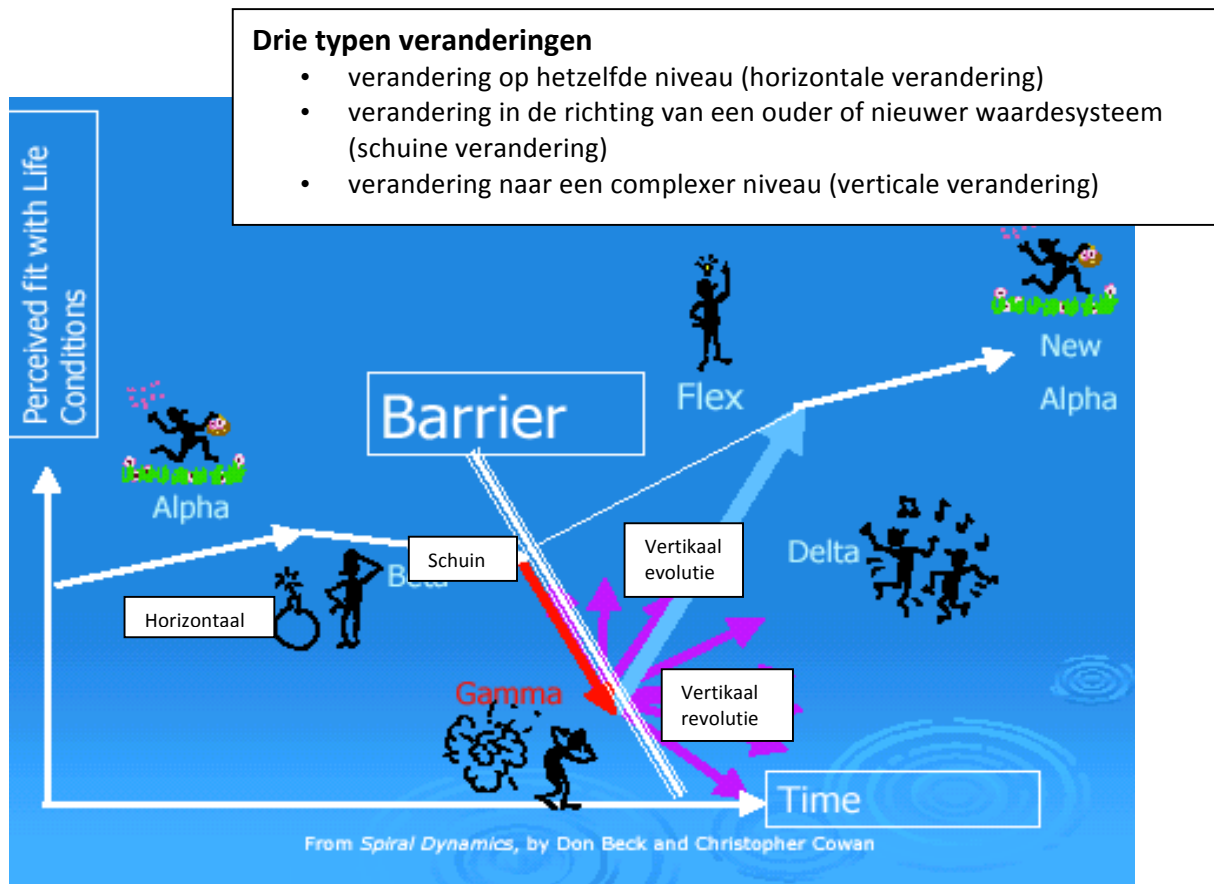 Drie typen veranderingen
• verandering op hetzelfde niveau (horizontale verandering)
• verandering in de richting van een ouder of nieuwer waardesysteem
(schuine verandering)
• verandering naar een complexer niveau (verticale verandering)
Perceived fit with Life
Conditions
New
Alpha
Flex
Barrier
Alpha
Schuin
Vertikaal
evolutie
Delta
Beta
Horizontaal
Gamma
Vertikaal
revolutie
Time
From Spiral Dynamics, by Don Beck and Christopher Cowan